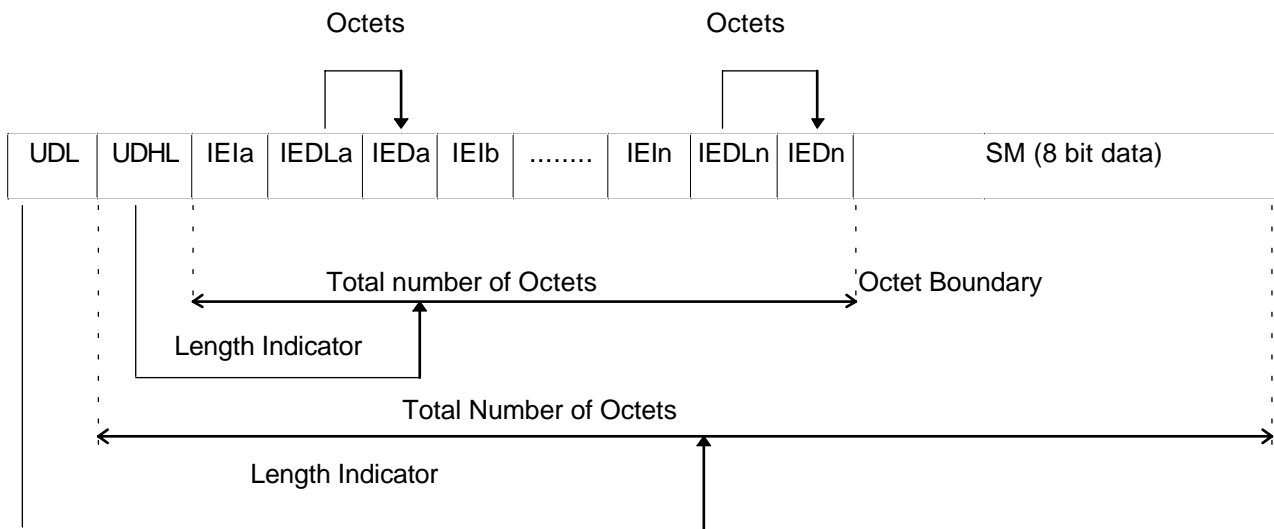 Octets Octets
UDL UDHL IEIa IEDLa IEDa IEIb ........ IEIn IEDLn IEDn SM (8 bit data)
Total number of Octets Octet Boundary
Length Indicator
Total Number of Octets
Length Indicator